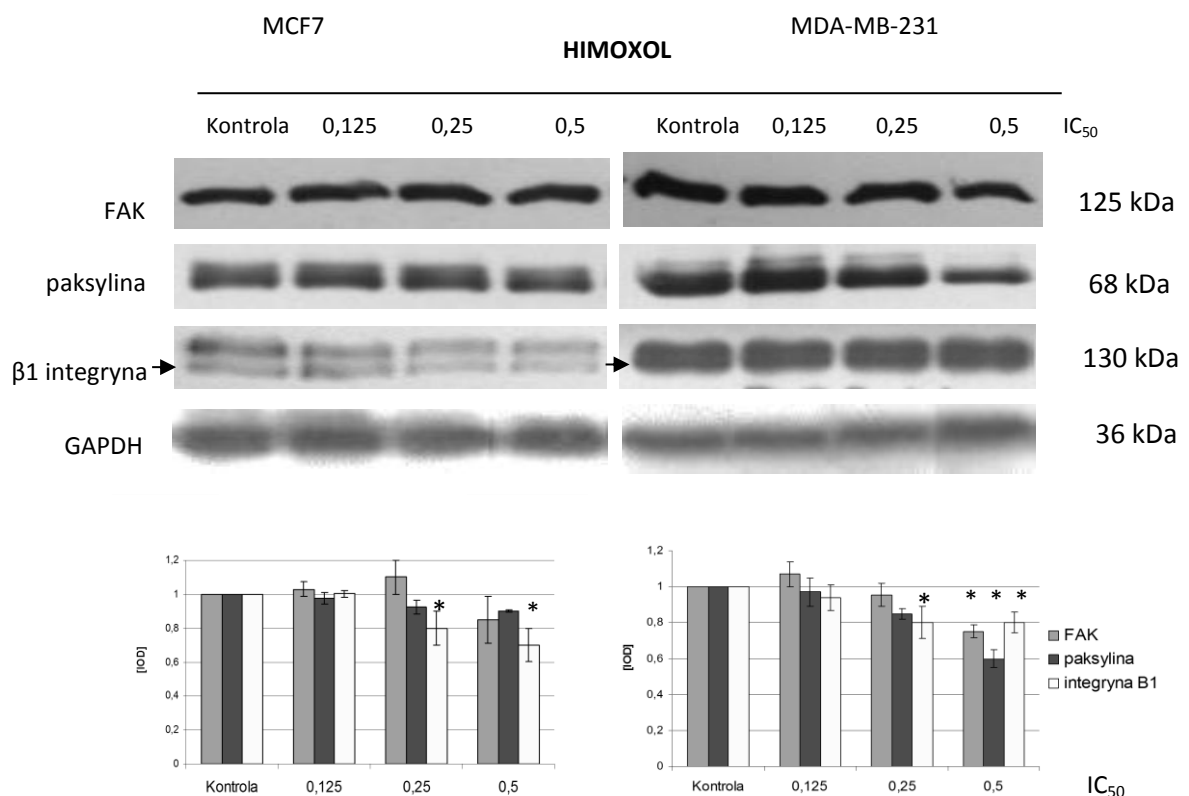 MCF7 MDA-MB-231
HIMOXOL
Kontrola 0,125 0,25 0,5 Kontrola 0,125 0,25 0,5 IC50
FAK 125 kDa
paksylina 68 kDa
β1 integryna 130 kDa
GAPDH 36 kDa
1,2
1
0,8
0,6
0,4
0,2
0
[IOD]
* *
Kontrola 0,125 0,25 0,5
1,2
1
0,8
0,6
0,4
0,2
0
[IOD]
* * * *
FAK
paksylina
integryna B1
Kontrola 0,125 0,25 0,5
IC50